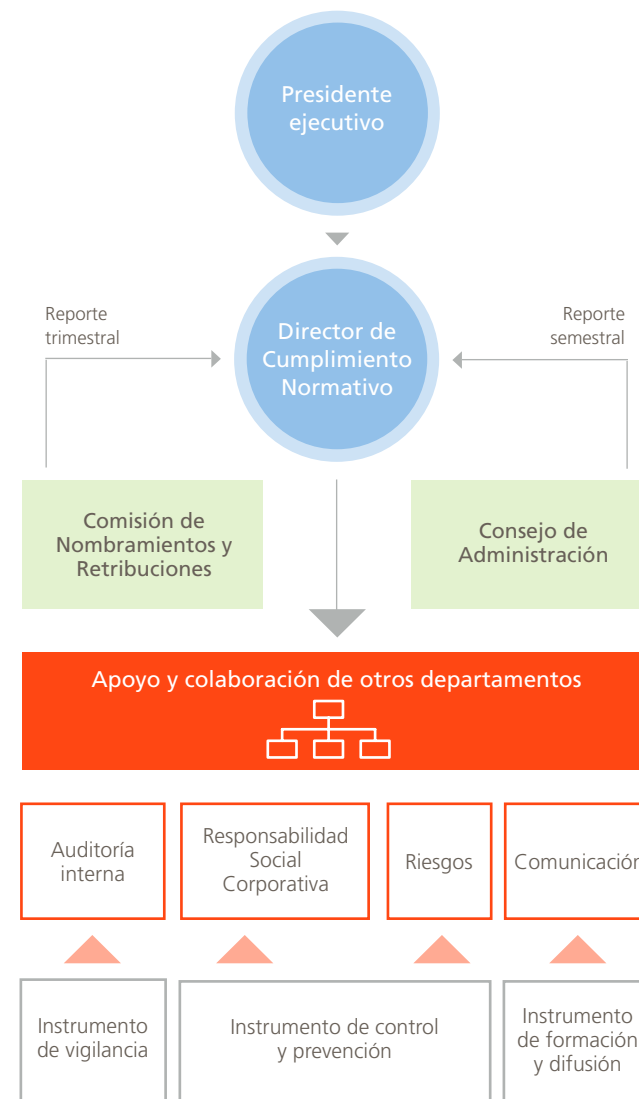 Presidente
ejecutivo
Reporte
trimestral
Director de
Cumplimiento
Normativo
Reporte
semestral
Comisión de
Nombramientos y
Retribuciones
Consejo de
Administración
Apoyo y colaboración de otros departamentos
Auditoría
interna
Responsabilidad
Social
Corporativa
Riesgos
Comunicación
Instrumento
de vigilancia
Instrumento de control
y prevención
Instrumento
de formación
y difusión